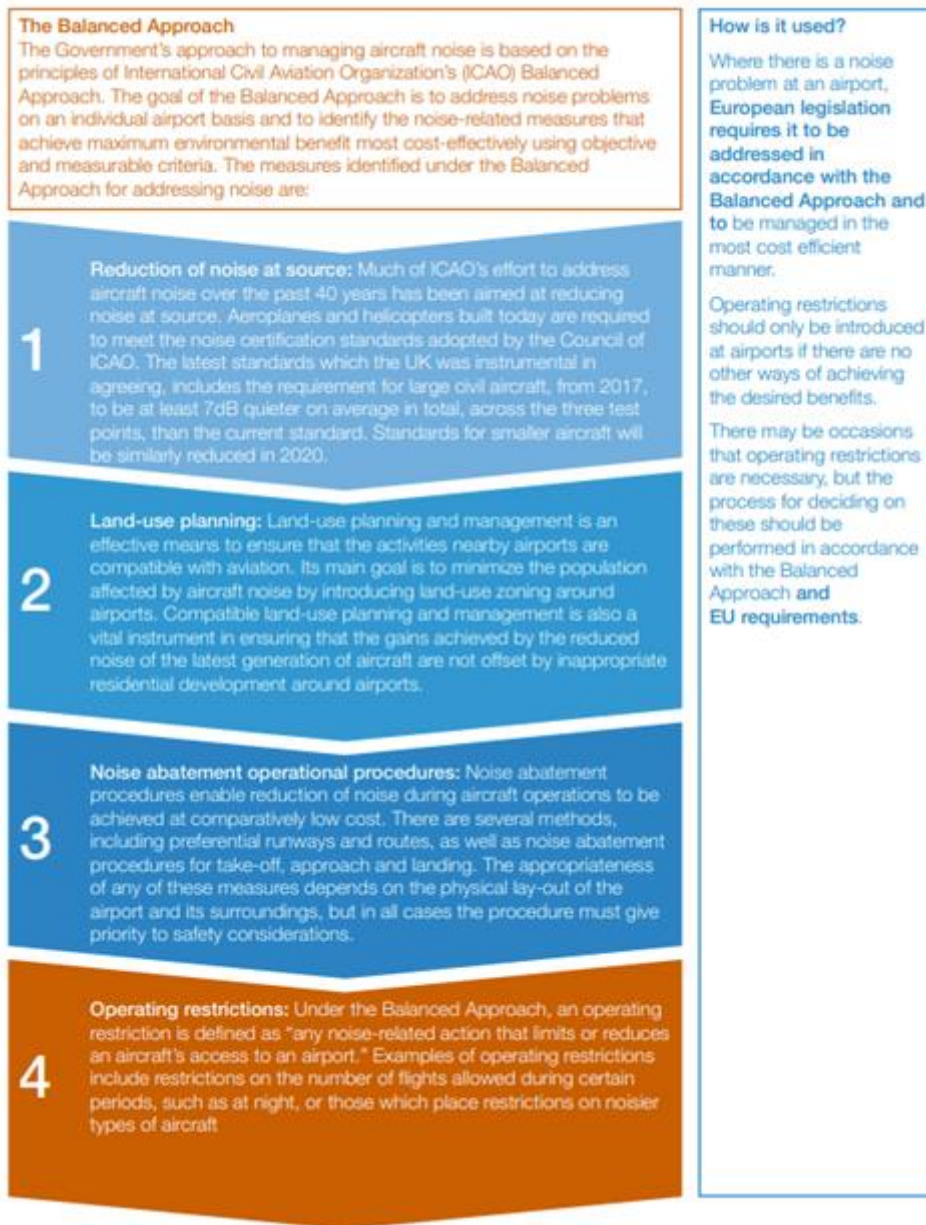 The Balanced Approach
The Government's approach to managing aircraft noise is based on the
principles of International Civil Aviation Organization's (ICAO) Balanced
Approach. The goal of the Balanced Approach is to address noise problems
on an individual airport basis and to identify the noise-related measures that
achieve maximum environmental benefit most cost-effectively using objective
and measurable criteria. The measures identified under the Balanced
Approach for addressing noise are:
1
Reduction of noise at source: Much of ICAO's effort to address
aircraft noise over the past 40 years has been aimed at reducing
noise at source. Aeroplanes and helicopters built today are required
to meet the noise certification standards adopted by the Council of
ICAO. The latest standards which the UK was instrumental in
agreeing, includes the requirement for large civil aircraft, from 2017,
to be at least 7dB quieter on average in total, across the three test
points, than the current standard. Standards for smaller aircraft will
be similarly reduced in 2020.
2
Land-use planning: Land-use planning and management is an
effective means to ensure that the activities nearby airports are
compatible with aviation. Its main goal is to minimize the population
affected by aircraft noise by introducing land-use zoning around
airports. Compatible land-use planning and management is also a
vital instrument in ensuring that the gains achieved by the reduced
noise of the latest generation of aircraft are not offset by inappropriate
residential development around airports.
3
Noise abatement operational procedures: Noise abatement
procedures enable reduction of noise during aircraft operations to be
achieved at comparatively low cost. There are several methods,
including preferential runways and routes, as well as noise abatement
procedures for take-off, approach and landing. The appropriateness
of any of these measures depends on the physical lay-out of the
airport and its surroundings, but in all cases the procedure must give
priority to safety considerations.
4
Operating restrictions: Under the Balanced Approach, an operating
restriction is defined as "any noise-related action that limits or reduces
an aircraft's access to an airport." Examples of operating restrictions
include restrictions on the number of flights allowed during certain
periods, such as at night, or those which place restrictions on noisier
types of aircraft
How is it used?
Where there is a noise
problem at an airport,
European legislation
requires it to be
addressed in
accordance with the
Balanced Approach and
to be managed in the
most cost efficient
manner.
Operating restrictions
should only be introduced
at airports if there are no
other ways of achieving
the desired benefits.
There may be occasions
that operating restrictions
are necessary, but the
process for deciding on
these should be
performed in accordance
with the Balanced
Approach and
EU requirements.